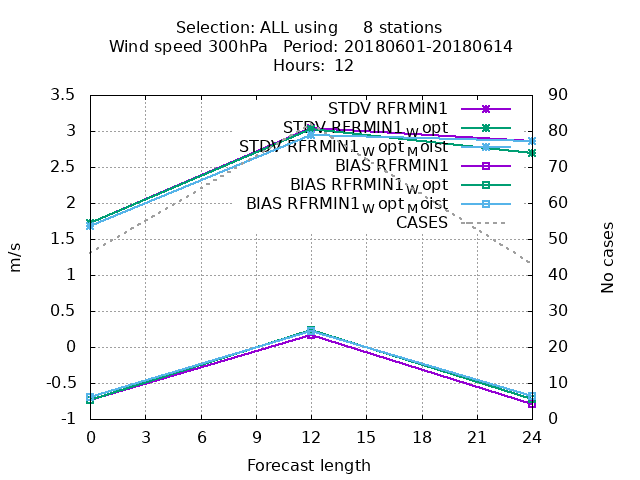 Selection: ALL using     8 stations
Wind speed 300hPa   Period: 20180601-20180614
Hours: 12
STDV RFRMIN1
STDV RFRMIN1_W opt
STDV RFRMIN1_W opt_M oist
BIAS RFRMIN1
BIAS RFRMIN1_W opt
BIAS RFRMIN1_W opt_M oist
CASES
m/s
3.5
3
2.5
2
1.5
1
0.5
0
-0.5
-1
No cases
90
80
70
60
50
40
30
20
10
0
0 3 6 9 12 15 18 21 24
Forecast length